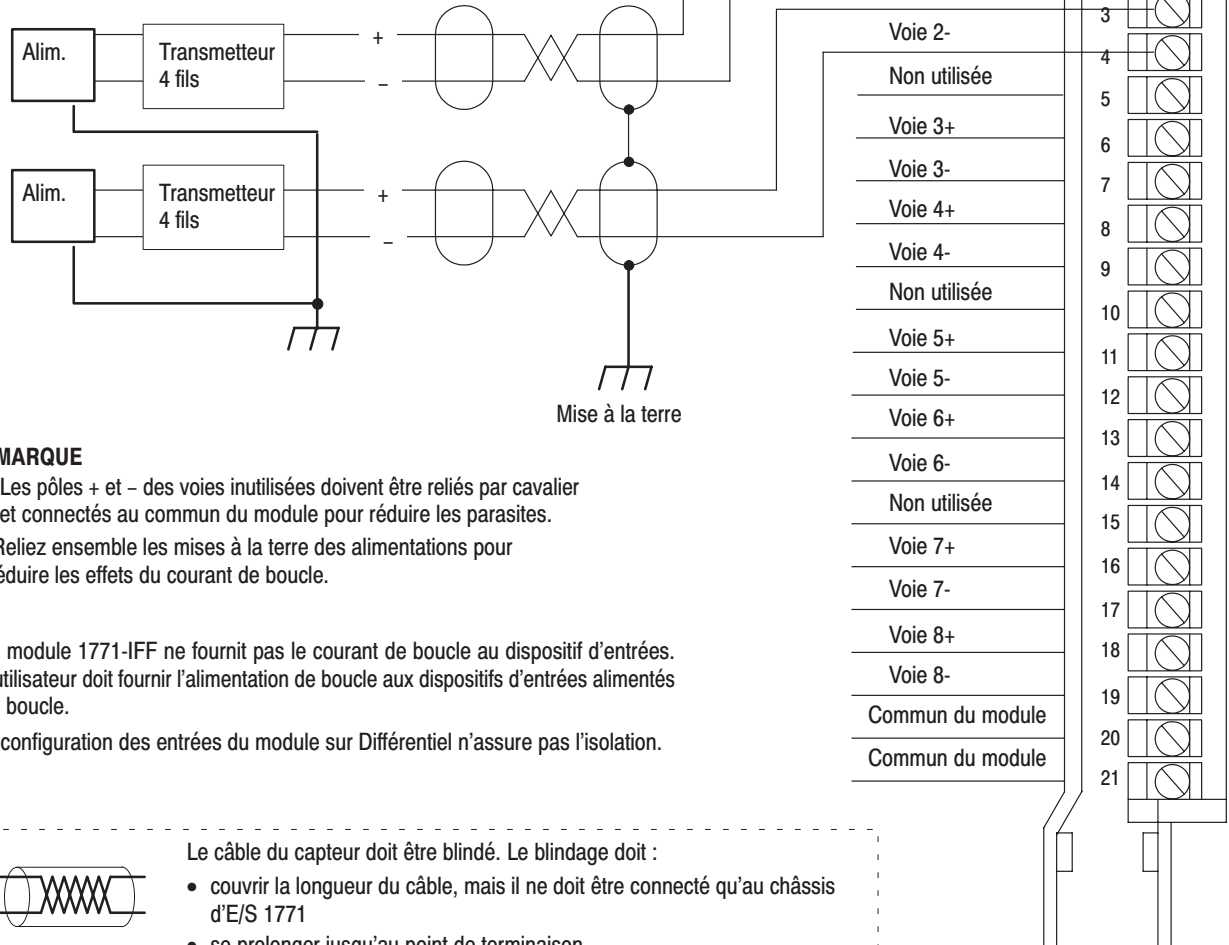 Alim.
Transmetteur
4 fils
+
–
Alim.
Transmetteur
4 fils
+
–
Mise à la terre
MARQUE
Les pôles + et – des voies inutilisées doivent être reliés par cavalier
et connectés au commun du module pour réduire les parasites.
Reliez ensemble les mises à la terre des alimentations pour
éduire les effets du courant de boucle.
module 1771-IFF ne fournit pas le courant de boucle au dispositif d'entrées.
utilisateur doit fournir l'alimentation de boucle aux dispositifs d'entrées alimentés
boucle.
configuration des entrées du module sur Différentiel n'assure pas l'isolation.
Voie 2-
Non utilisée
Voie 3+
Voie 3-
Voie 4+
Voie 4-
Non utilisée
Voie 5+
Voie 5-
Voie 6+
Voie 6-
Non utilisée
Voie 7+
Voie 7-
Voie 8+
Voie 8-
Commun du module
Commun du module
3
4
5
6
7
8
9
10
11
12
13
14
15
16
17
18
19
20
21
Le câble du capteur doit être blindé. Le blindage doit :
• couvrir la longueur du câble, mais il ne doit être connecté qu'au châssis
d'E/S 1771
• se prolonger jusqu'au point de terminaison